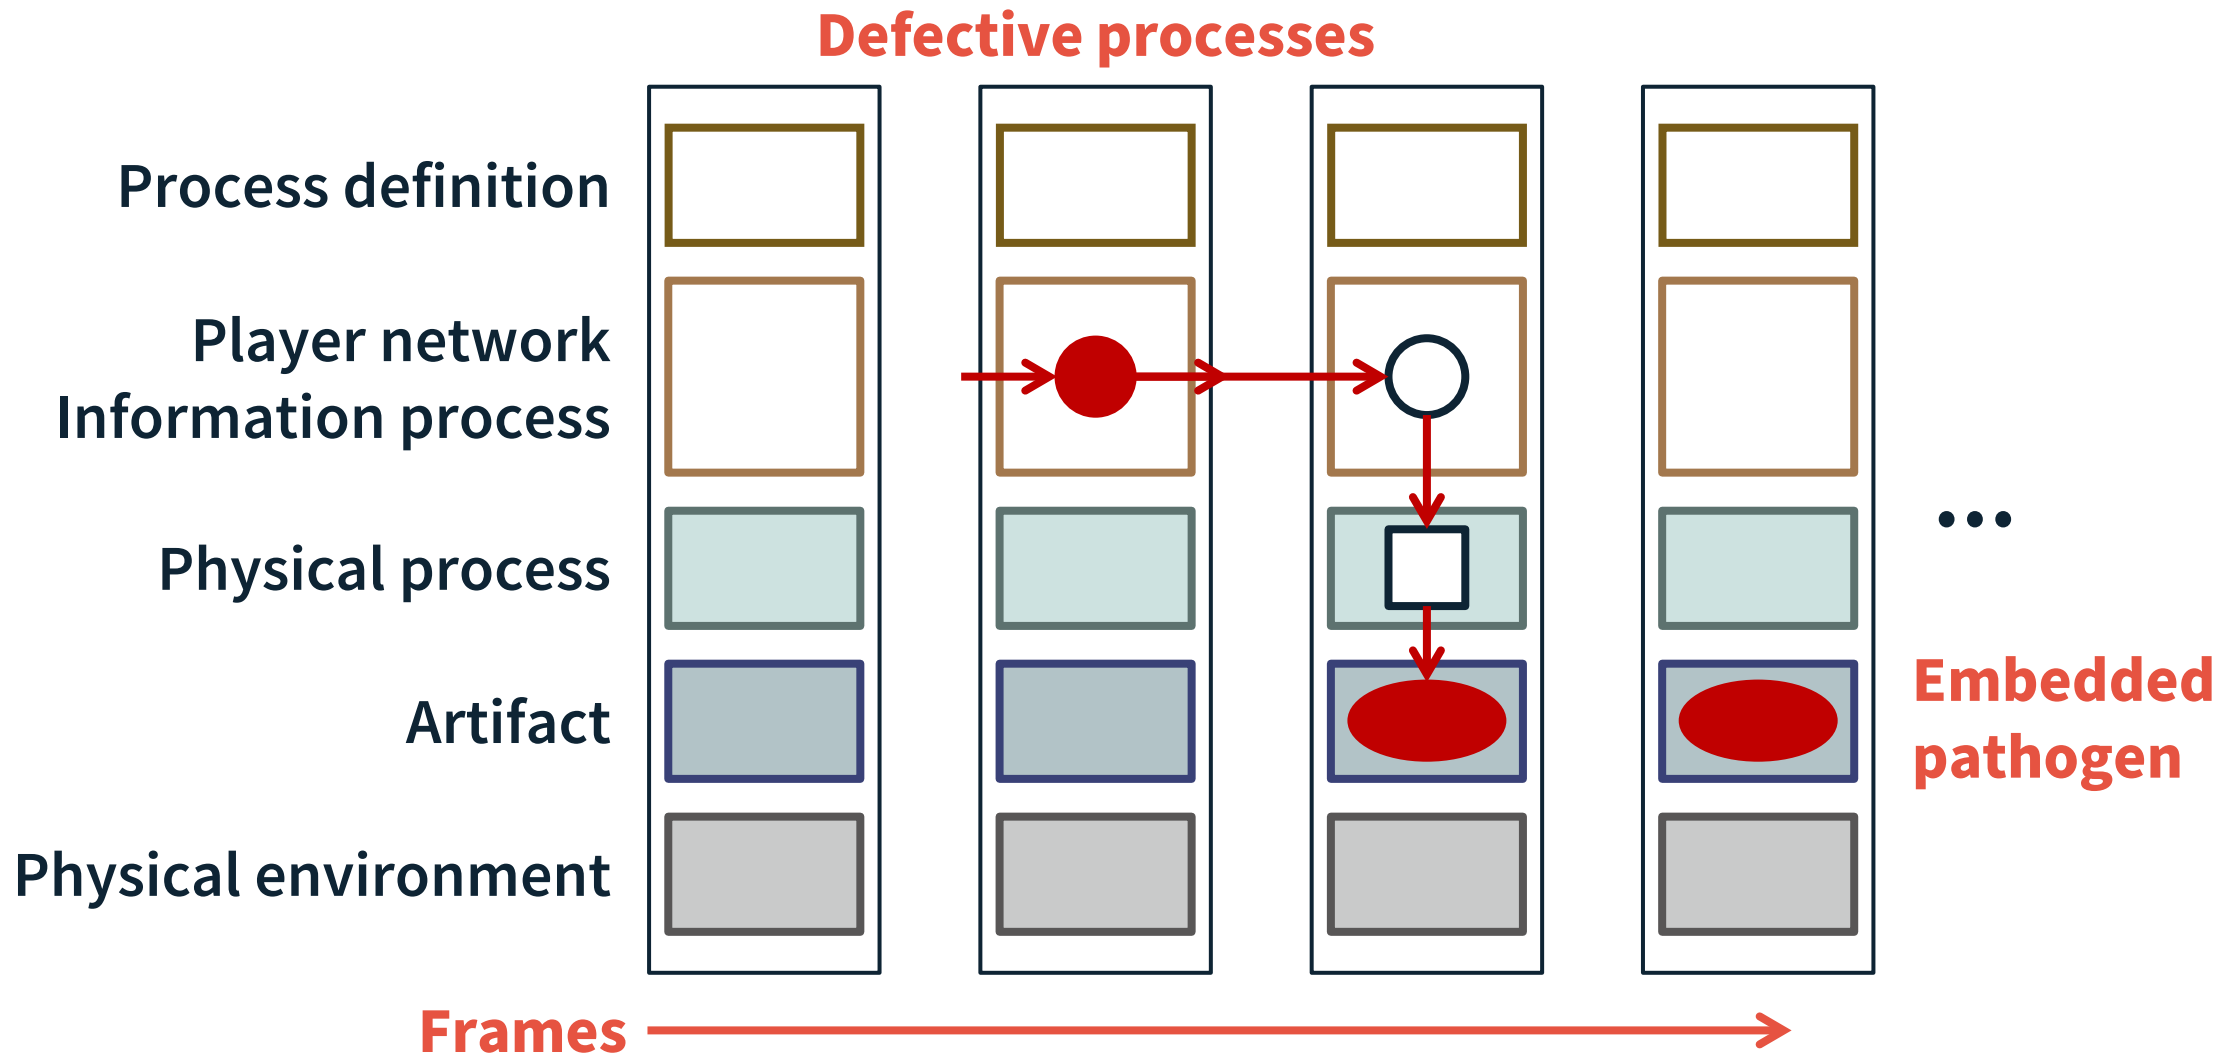 Defective processes
Process definition
Player network
Information process
Physical process
Artifact
Physical environment
...
Embedded
pathogen
Frames